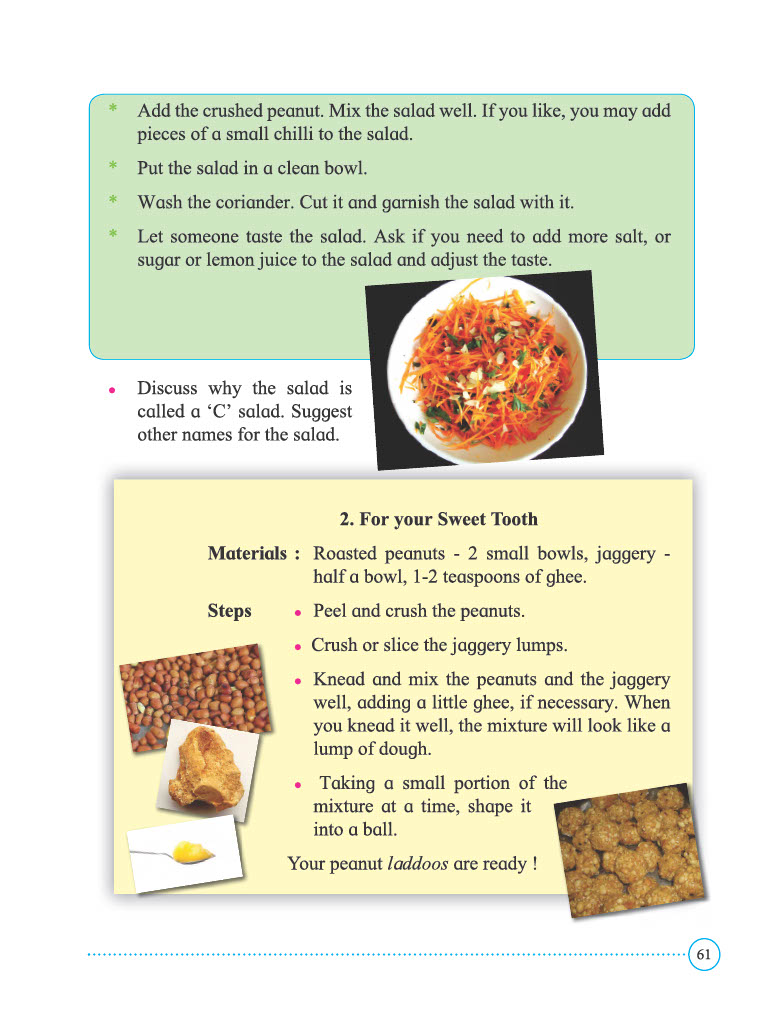 * Add the crushed peanut. Mix the salad well. If you like, you may add
pieces of a small chilli to the salad.
* Put the salad in a clean bowl.
* Wash the coriander. Cut it and garnish the salad with it.
* Let someone taste the salad. Ask if you need to add more salt, or
sugar or lemon juice to the salad and adjust the taste.
• Discuss why the salad is
called a ‘C’ salad. Suggest
other names for the salad.
2. For your Sweet Tooth
Materials : Roasted peanuts - 2 small bowls, jaggery -
half a bowl, 1-2 teaspoons of ghee.
Steps • Peel and crush the peanuts.
• Crush or slice the jaggery lumps.
• Knead and mix the peanuts and the jaggery
well, adding a little ghee, if necessary. When
you knead it well, the mixture will look like a
lump of dough.
• Taking a small portion of the
mixture at a time, shape it
into a ball.
Your peanut laddoos are ready !
61